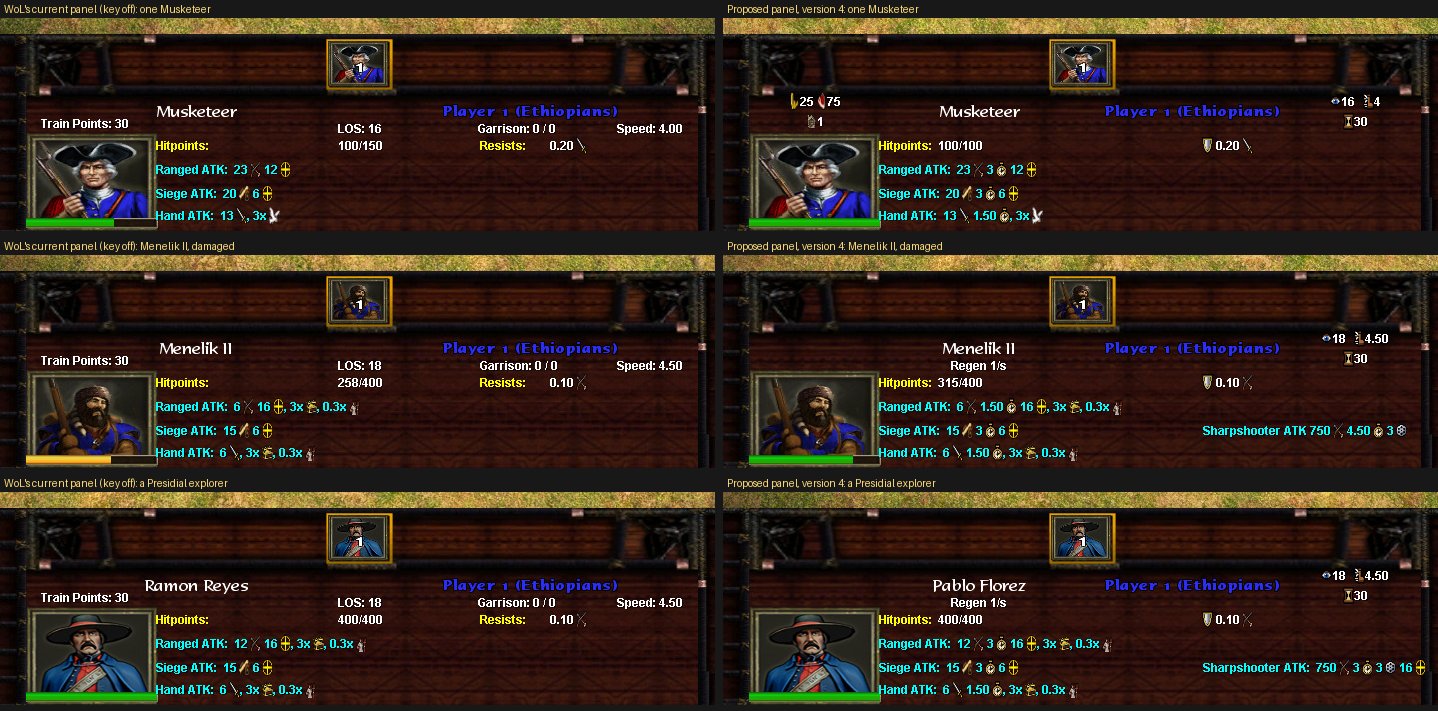 WoL's current panel (key off): one Musketeer
1
Musketeer
Player 1 (Ethiopians)
Train Points: 30
LOS: 16
Garrison: 0 / 0
Speed: 4.00
Hitpoints:
100/150
Resists:
0.20
Ranged ATK: 23 12
Siege ATK: 20 6
Hand ATK: 13 , 3x
Proposed panel, version 4: one Musketeer
1
25 75
1
Musketeer
Player 1 (Ethiopians)
16 4
30
Hitpoints: 100/100
0.20
Ranged ATK: 23 3 12
Siege ATK: 20 3 6
Hand ATK: 13 1.50 , 3x
WoL's current panel (key off): Menelik II, damaged
1
Menelik II
Player 1 (Ethiopians)
Train Points: 30
LOS: 18
Garrison: 0 / 0
Speed: 4.50
Hitpoints:
258/400
Resists:
0.10
Ranged ATK: 6 16 , 3x , 0.3x
Siege ATK: 15 6
Hand ATK: 6 , 3x , 0.3x
Proposed panel, version 4: Menelik II, damaged
1
Menelik II
Player 1 (Ethiopians)
18 4.50
Regen 1/s
30
Hitpoints: 315/400
0.10
Ranged ATK: 6 1.50 16 , 3x , 0.3x
Siege ATK: 15 3 6
Sharpshooter ATK 750 4.50 3
Hand ATK: 6 1.50 , 3x , 0.3x
WoL's current panel (key off): a Presidial explorer
1
Ramon Reyes
Player 1 (Ethiopians)
Train Points: 30
LOS: 18
Garrison: 0 / 0
Speed: 4.50
Hitpoints:
400/400
Resists:
0.10
Ranged ATK: 12 16 , 3x , 0.3x
Siege ATK: 15 6
Hand ATK: 6 , 3x , 0.3x
Proposed panel, version 4: a Presidial explorer
1
Pablo Florez
Player 1 (Ethiopians)
18 4.50
Regen 1/s
30
Hitpoints: 400/400
0.10
Ranged ATK: 12 3 16 , 3x , 0.3x
Siege ATK: 15 3 6
Sharpshooter ATK: 750 3 3 16
Hand ATK: 6 1.50 , 3x , 0.3x